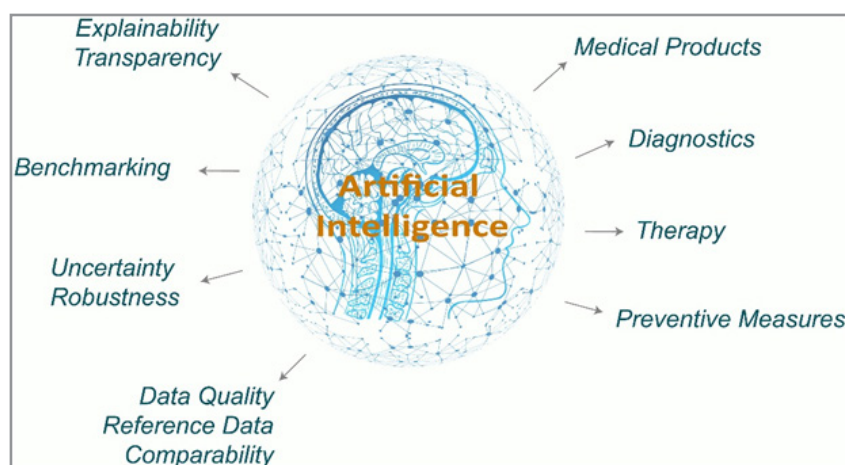 Explainability
Transparency
Medical Products
Diagnostics
Benchmarking
Artificial
Intelligence
Therapy
Uncertainty
Robustness
Preventive Measures
Data Quality
Reference Data
Comparability